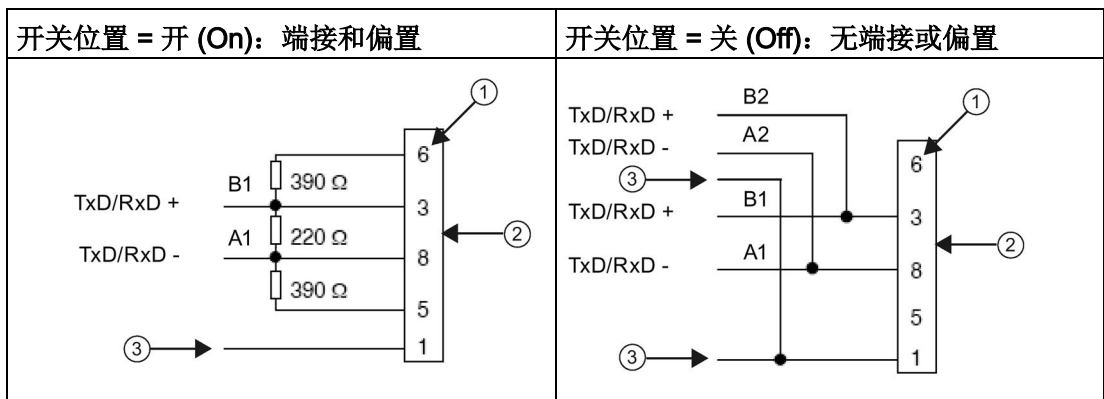 开关位置 = 开 (On)：端接和偏置
①
6
B1
390 Ω
TxD/RxD +
3
A1
220 Ω
②
TxD/RxD -
8
390 Ω
5
③
1
开关位置 = 关 (Off)：无端接或偏置
B2
①
TxD/RxD +
A2
TxD/RxD -
6
③
B1
TxD/RxD +
3
②
A1
TxD/RxD -
8
5
③
1